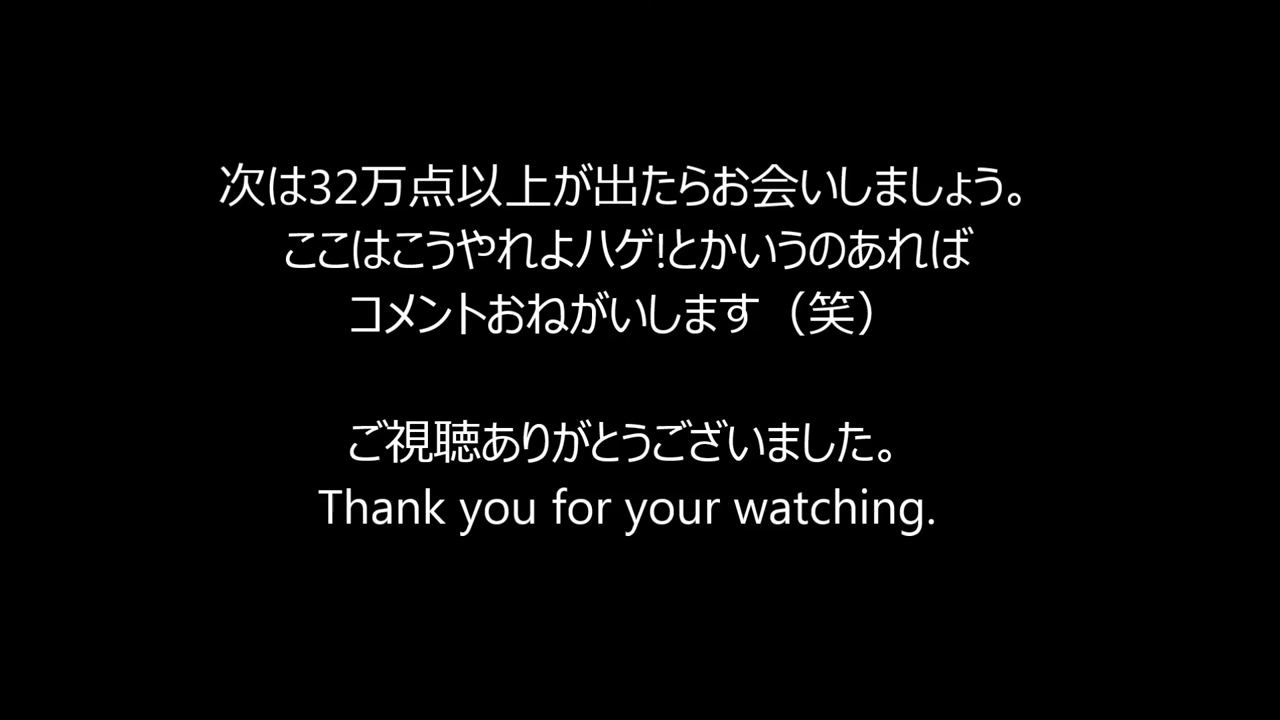 次は32万点以上が出たらお会いしましょう。
ここはこうやれよハゲ!とかいうのあれば
コメントおねがいします（笑）
ご視聴ありがとうございました。
Thank you for your watching.